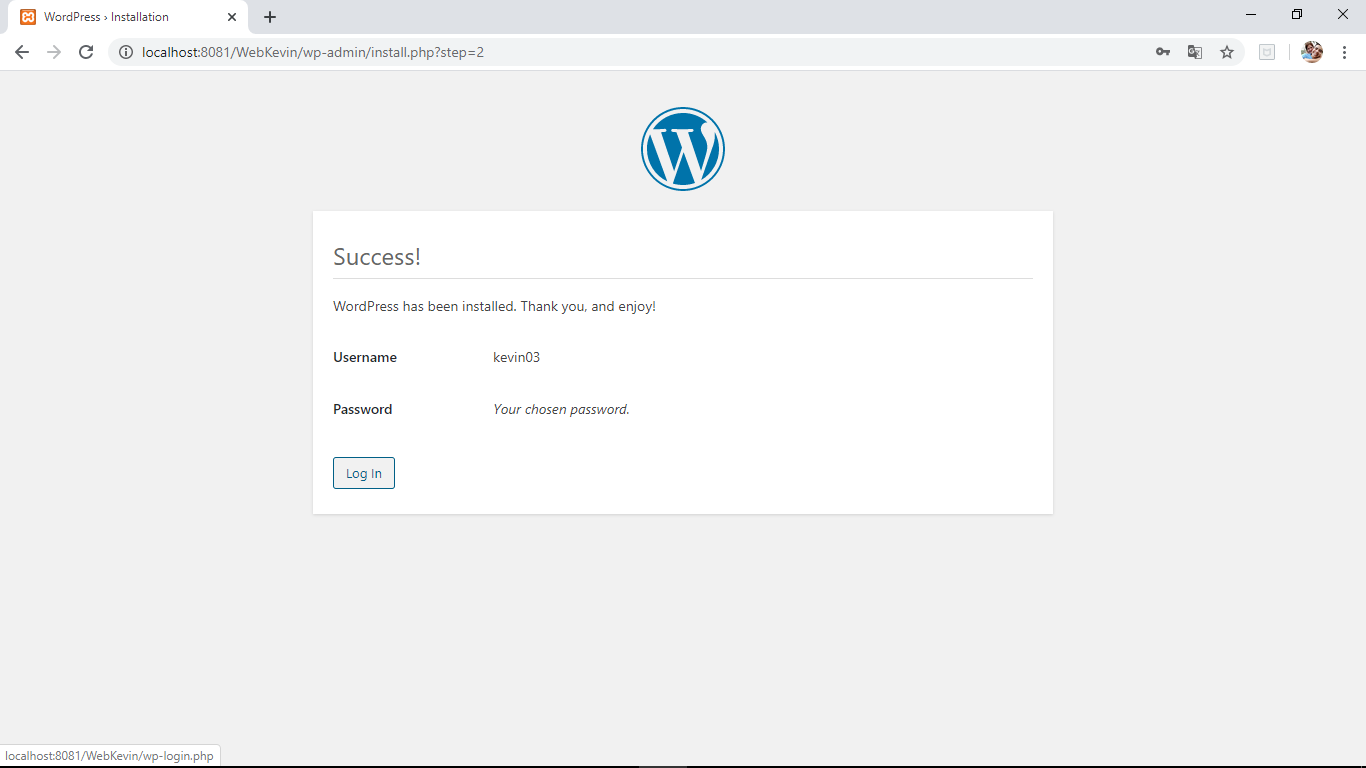 WordPress › Installation
localhost:8081/WebKevin/wp-admin/install.php?step=2
Success!
WordPress has been installed. Thank you, and enjoy!
Username kevin03
Password Your chosen password.
Log In
localhost:8081/WebKevin/wp-login.php